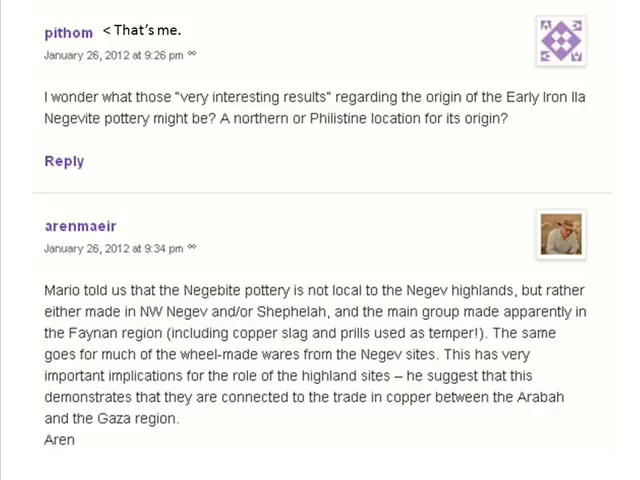 pithom < That's me.
January 26, 2012 at 9:26 pm
I wonder what those “very interesting results” regarding the origin of the Early Iron IIa
Negevite pottery might be? A northern or Philistine location for its origin?
Reply
arenmaeir
January 26, 2012 at 9:34 pm
Mario told us that the Negebite pottery is not local to the Negev highlands, but rather
either made in NW Negev and/or Shephelah, and the main group made apparently in
the Faynan region (including copper slag and prills used as temper!). The same
goes for much of the wheel-made wares from the Negev sites. This has very
important implications for the role of the highland sites – he suggest that this
demonstrates that they are connected to the trade in copper between the Arabah
and the Gaza region.
Aren